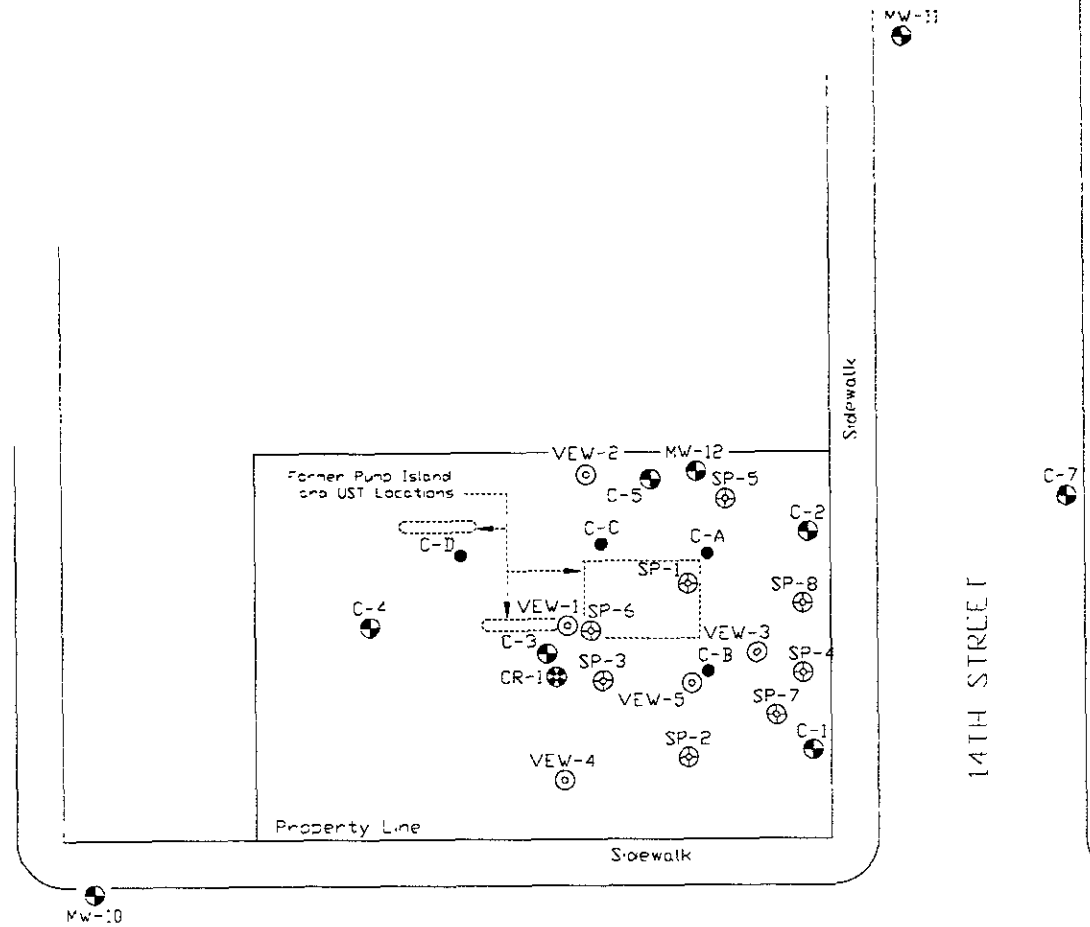 MW-11
Sidewalk
VEW-2
MW-12
Former Pump Island
and UST Locations
C-5
SP-5
C-7
C-2
C-D
C-C
C-A
SP-1
SP-8
C-4
VEW-1
SP-6
C-3
VEW-3
CR-1
SP-3
C-B
SP-4
VEW-5
SP-7
C-1
SP-2
VEW-4
14TH STREET
Property Line
Sidewalk
MW-10